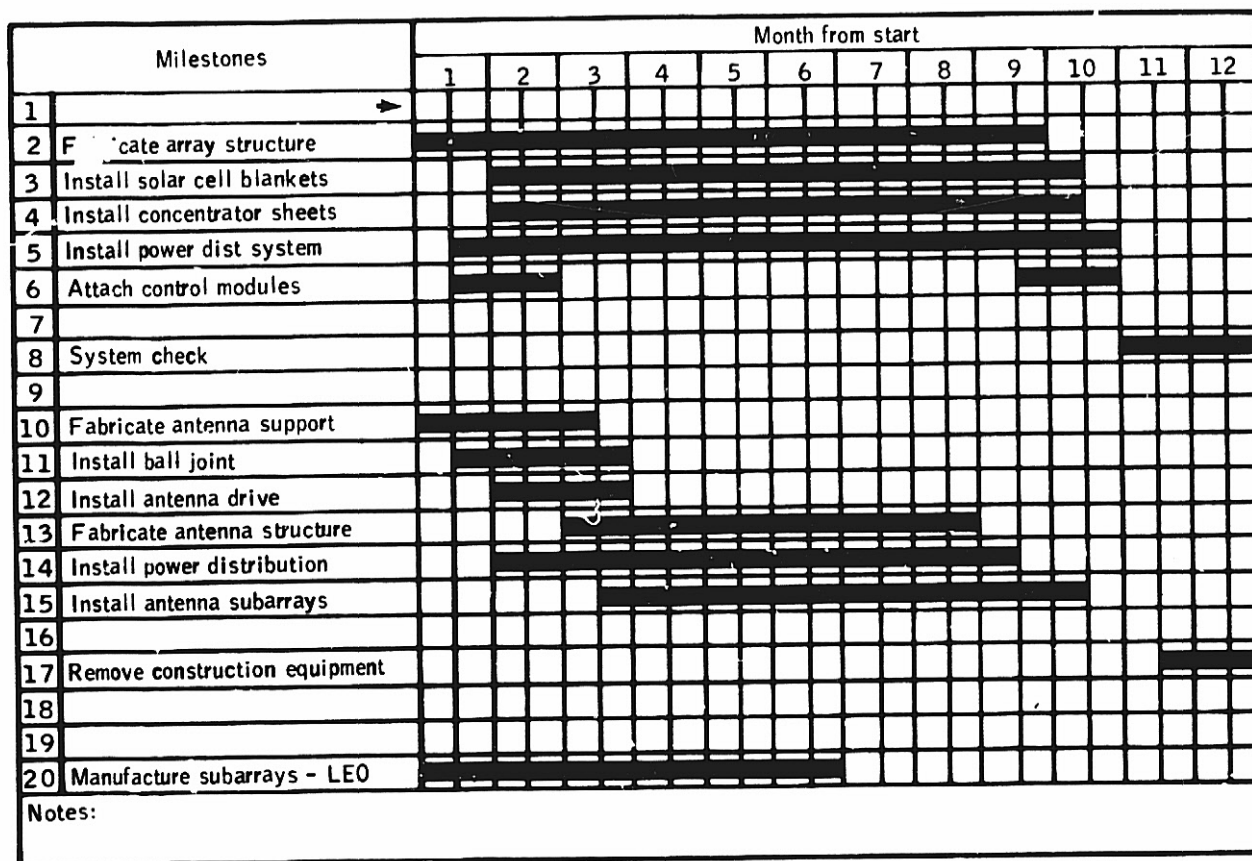 Milestones
Month from start
1 2 3 4 5 6 7 8 9 10 11 12
1
2 F cate array structure
3 Install solar cell blankets
4 Install concentrator sheets
5 Install power dist system
6 Attach control modules
7
8 System check
9
10 Fabricate antenna support
11 Install ball joint
12 Install antenna drive
13 Fabricate antenna structure
14 Install power distribution
15 Install antenna subarrays
16
17 Remove construction equipment
18
19
20 Manufacture subarrays - LEO
Notes: